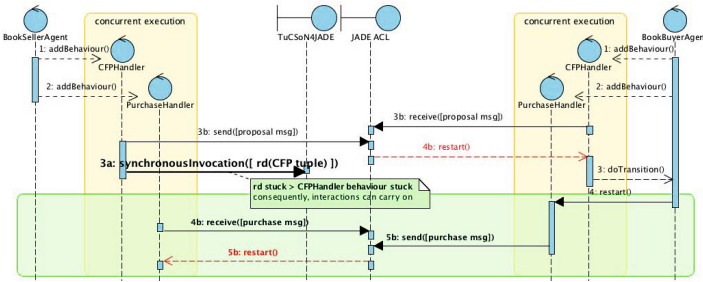 concurrent execution
concurrent execution
BookSellerAgent
TuCSoN4JADE
JADE ACL
BookBuyerAgent
1: addBehaviour()
1: addBehaviour()
CFPHandler
CFPHandler
2: addBehaviour()
2: addBehaviour()
PurchaseHandler
PurchaseHandler
3b: receive([proposal msg])
3b: send([proposal msg])
4b: restart()
3a: synchronousInvocation([ rd(CFP tuple) ])
3: doTransition()
rd stuck > CFPHandler behaviour stuck
consequently, interactions can carry on
4: restart()
4b: receive([purchase msg])
5b: send([purchase msg])
5b: restart()